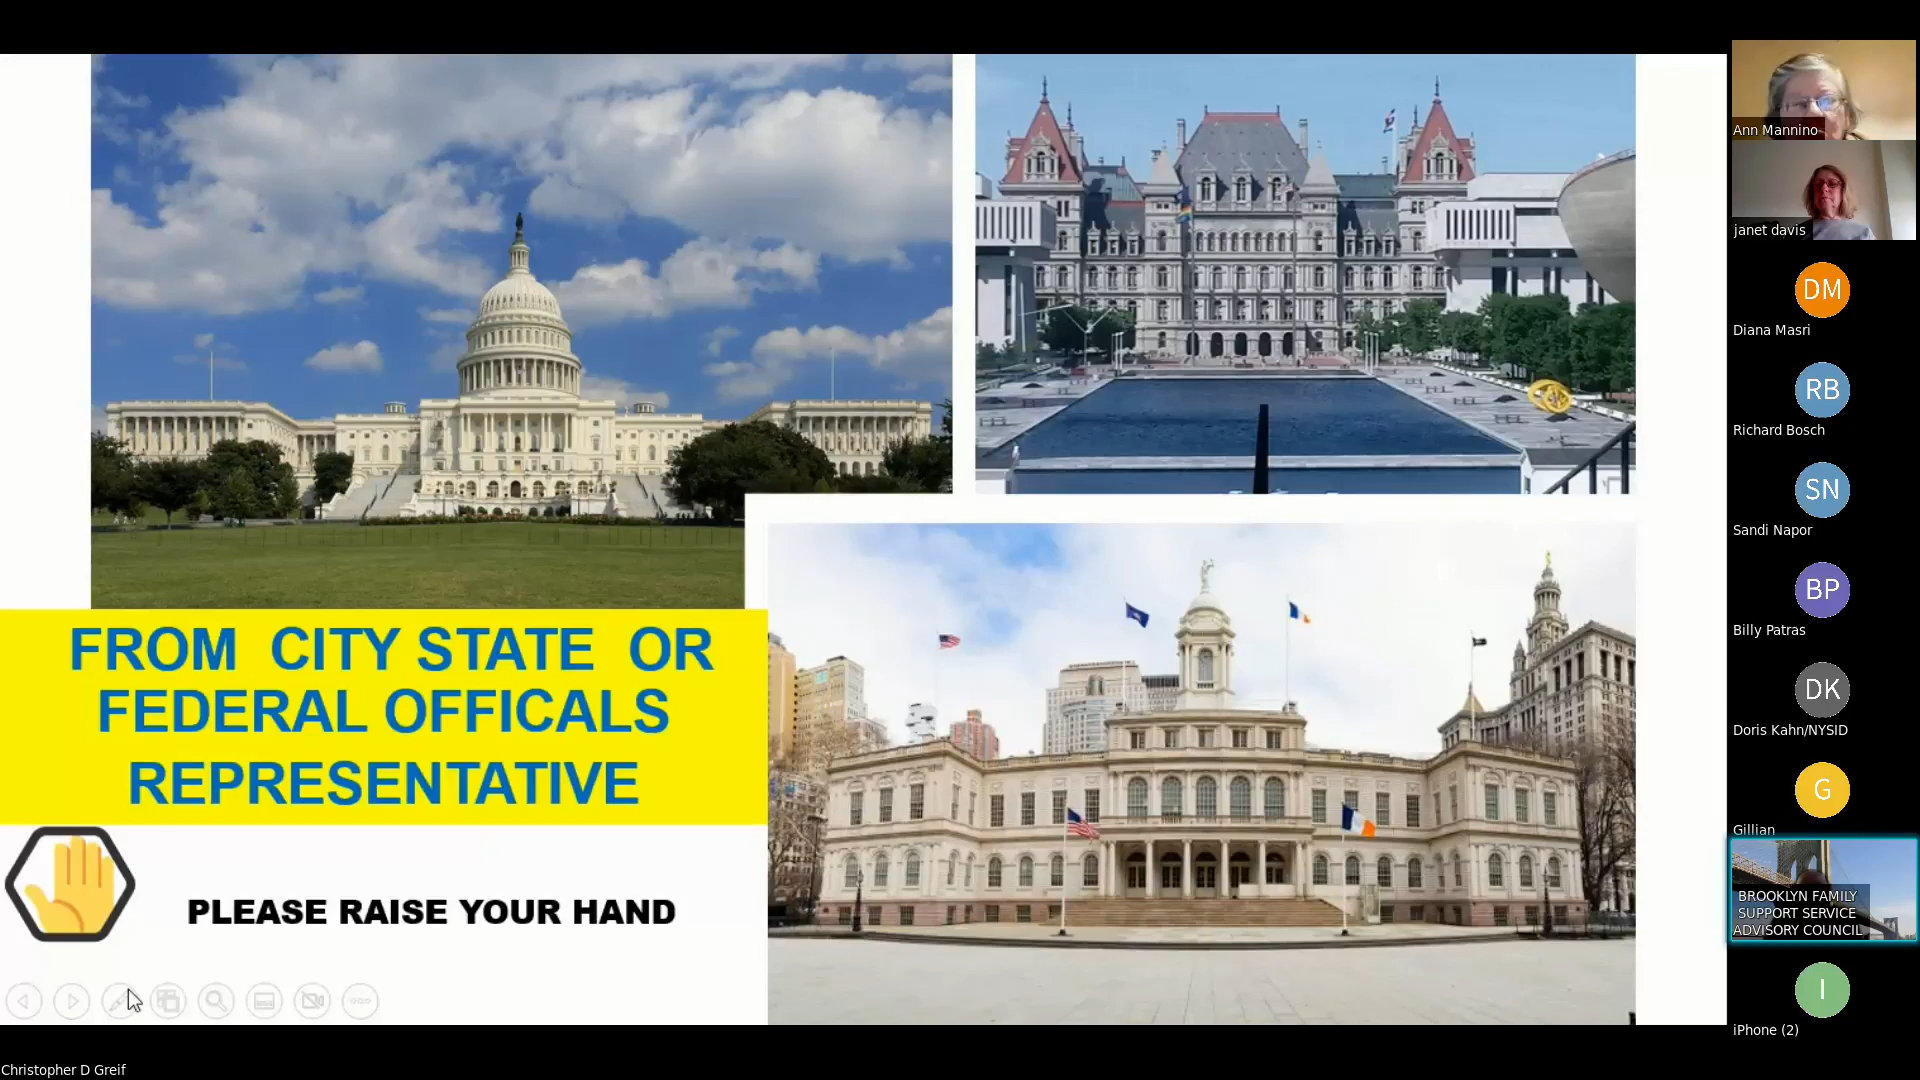 FROM CITY STATE OR
FEDERAL OFFICALS
REPRESENTATIVE
PLEASE RAISE YOUR HAND
Christopher D Greif
Ann Mannino
janet davis
DM
Diana Masri
RB
Richard Bosch
SN
Sandi Napor
BP
Billy Patras
DK
Doris Kahn/NYSID
G
Gillian
BROOKLYN FAMILY
SUPPORT SERVICE
ADVISORY COUNCIL
I
iPhone (2)